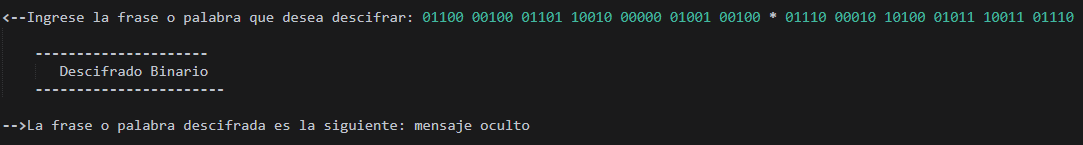 <--Ingrese la frase o palabra que desea descifrar: 01100 00100 01101 10010 00000 01001 00100 * 01110 00010 10100 01011 10011 01110
---------------------
Descifrado Binario
-----------------------
-->La frase o palabra descifrada es la siguiente: mensaje oculto